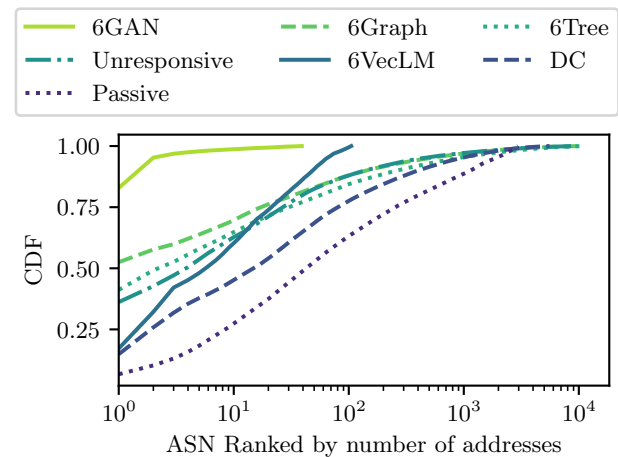 6GAN 6Graph 6Tree
Unresponsive 6VecLM DC
Passive
1.00
0.75
0.50
0.25
CDF
10^0 10^1 10^2 10^3 10^4
ASN Ranked by number of addresses